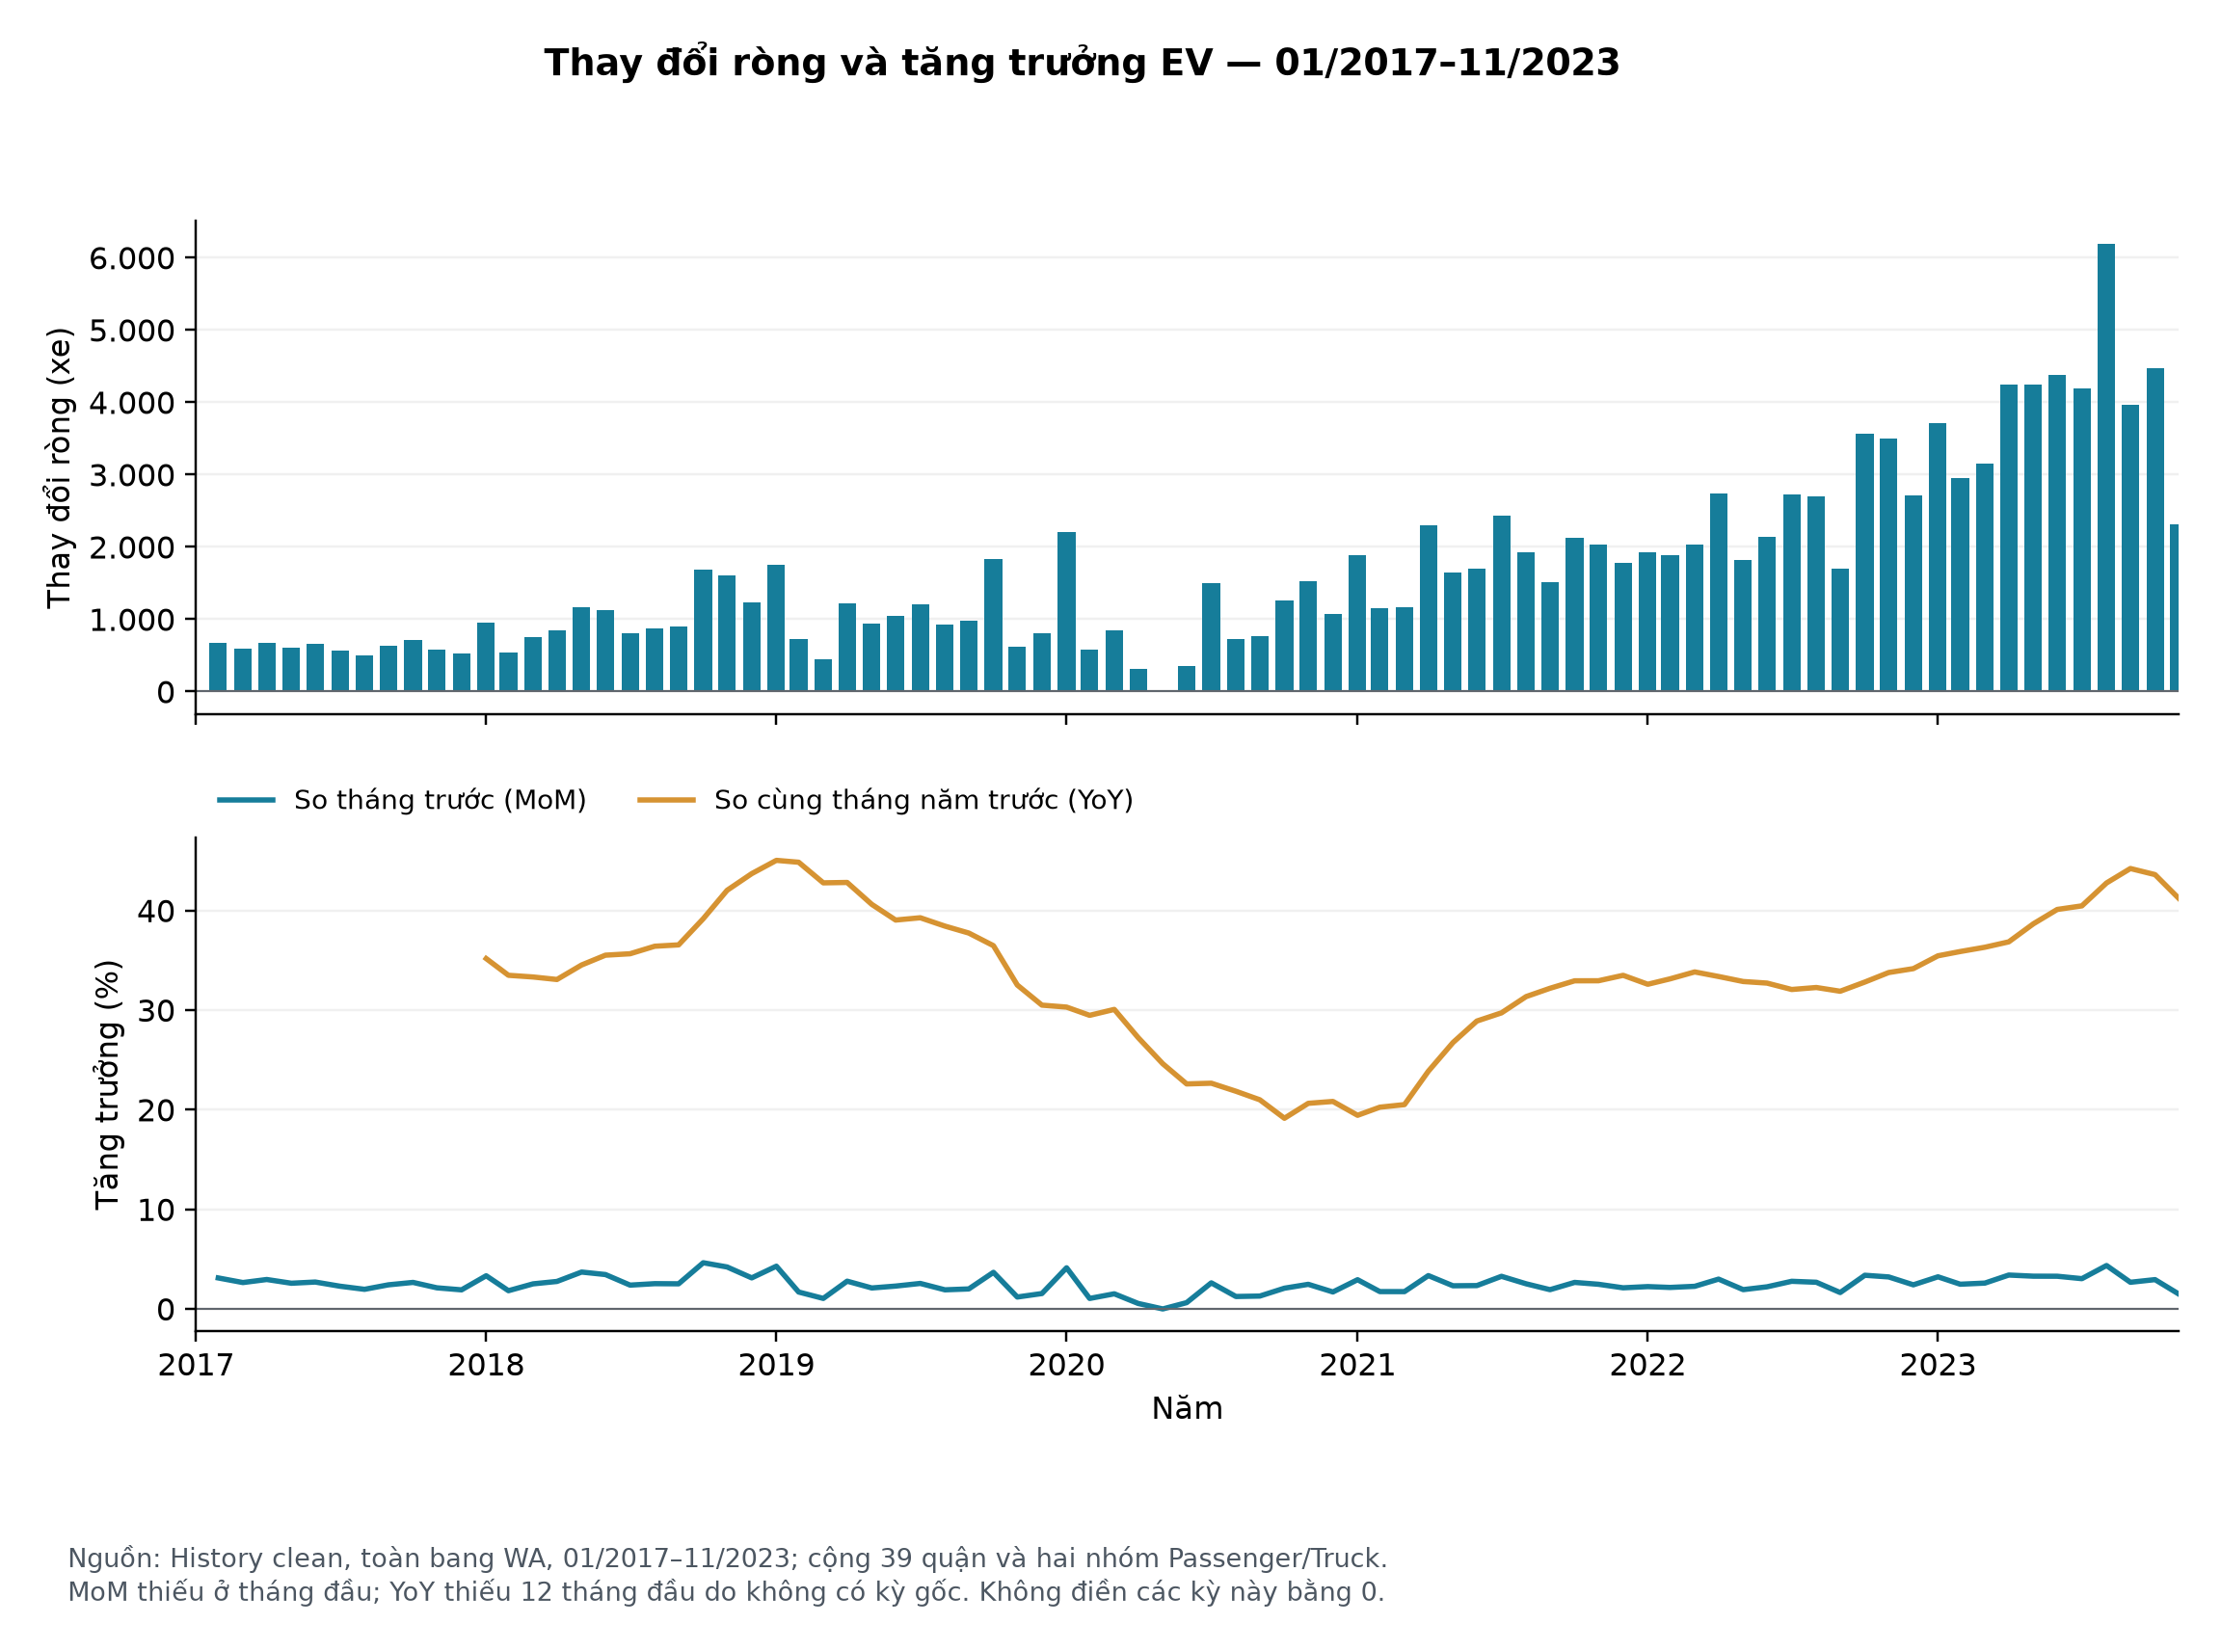 Thay đổi ròng và tăng trưởng EV — 01/2017–11/2023
Thay đổi ròng (xe)
6.000
5.000
4.000
3.000
2.000
1.000
0
So tháng trước (MoM)
So cùng tháng năm trước (YoY)
Tăng trưởng (%)
40
30
20
10
0
2017
2018
2019
2020
2021
2022
2023
Năm
Nguồn: History clean, toàn bang WA, 01/2017–11/2023; cộng 39 quận và hai nhóm Passenger/Truck.
MoM thiếu ở tháng đầu; YoY thiếu 12 tháng đầu do không có kỳ gốc. Không điền các kỳ này bằng 0.